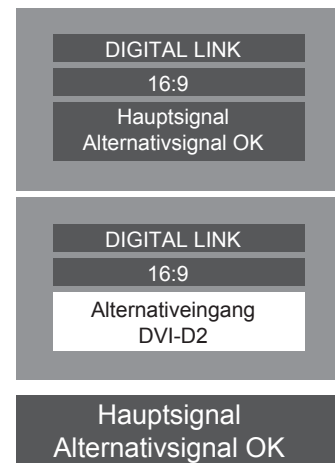 DIGITAL LINK
16:9
Hauptsignal
Alternativsignal OK
DIGITAL LINK
16:9
Alternativeingang
DVI-D2
Hauptsignal
Alternativsignal OK